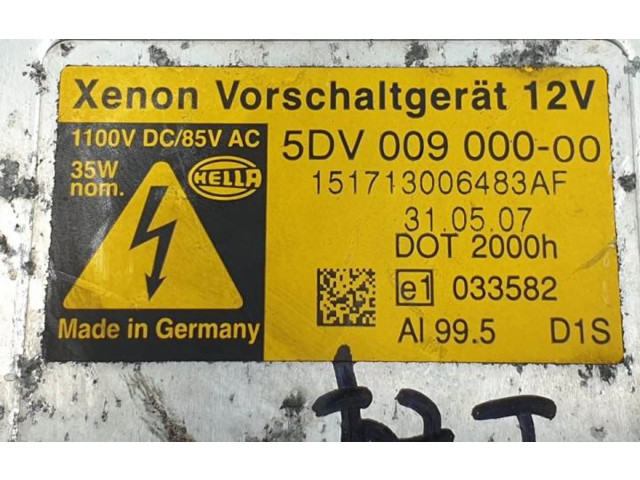 Xenon Vorschaltgerät 12V
1100V DC/85V AC
35W
nom.
HELLA
Made in Germany
5DV 009 000-00
151713006483AF
31.05.07
DOT 2000h
e1 033582
Al 99.5 D1S